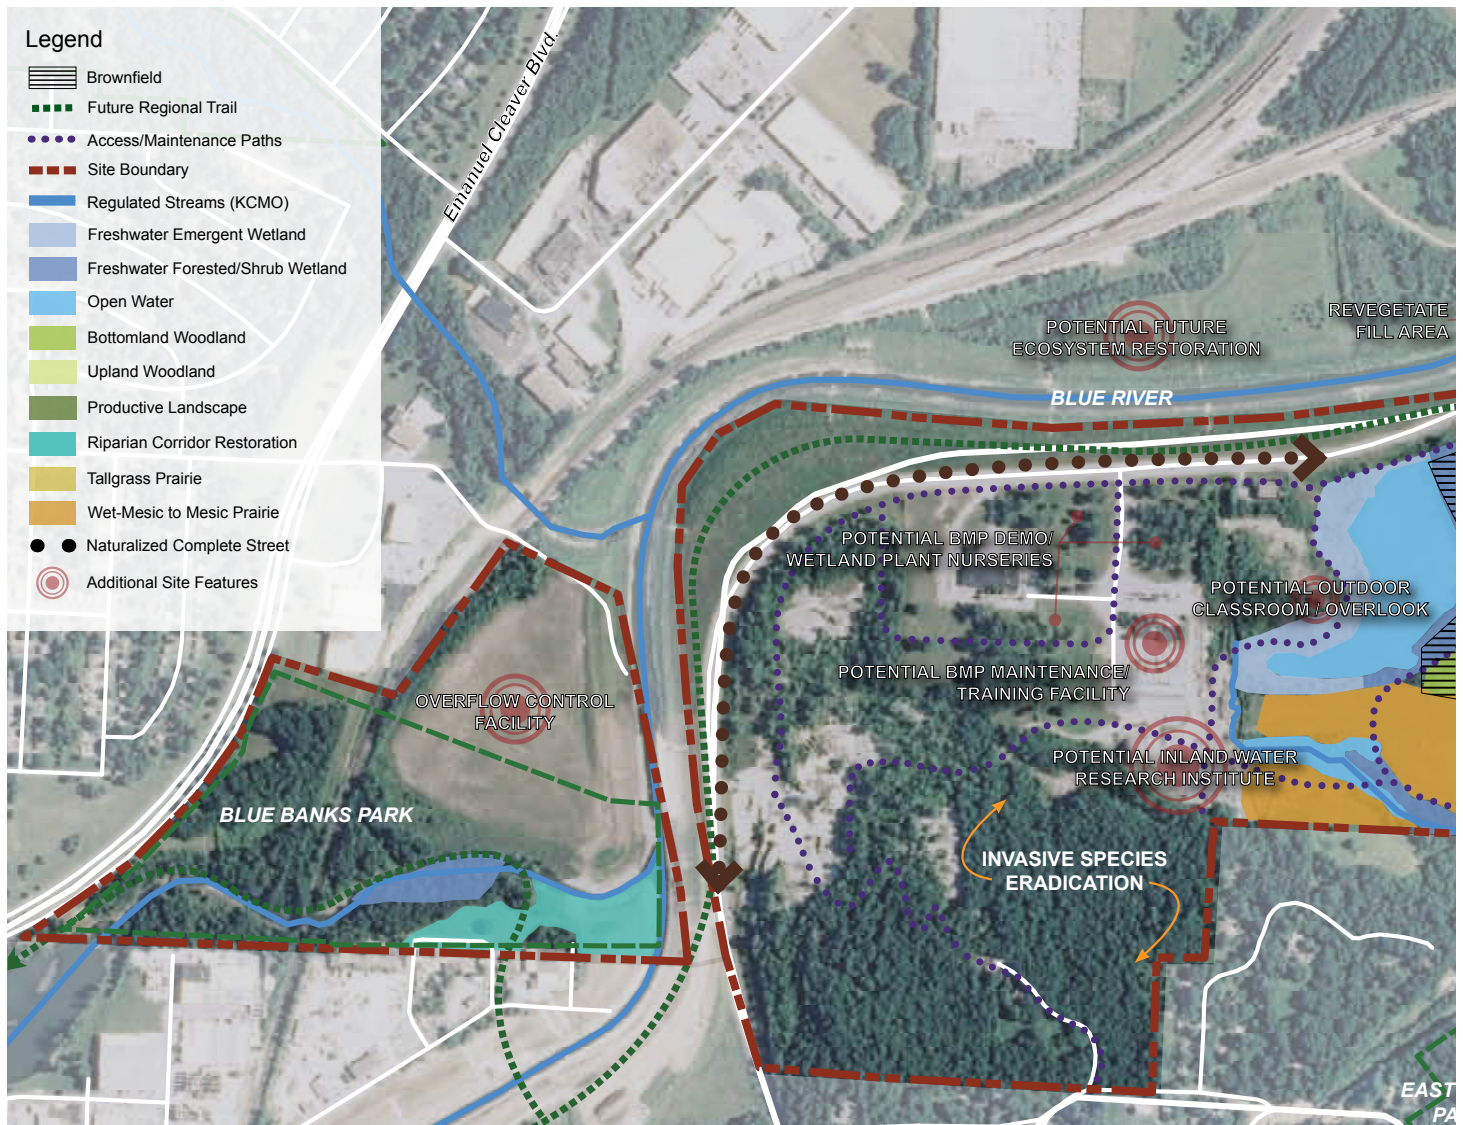 Legend
Brownfield
Future Regional Trail
Access/Maintenance Paths
Site Boundary
Regulated Streams (KCMO)
Freshwater Emergent Wetland
Freshwater Forested/Shrub Wetland
Open Water
Bottomland Woodland
Upland Woodland
Productive Landscape
Riparian Corridor Restoration
Tallgrass Prairie
Wet-Mesic to Mesic Prairie
Naturalized Complete Street
Additional Site Features
Emanuel Cleaver Blvd.
POTENTIAL FUTURE
ECOSYSTEM RESTORATION
REVEGETATE
FILL AREA
BLUE RIVER
POTENTIAL BMP DEMO/
WETLAND PLANT NURSERIES
POTENTIAL OUTDOOR
CLASSROOM / OVERLOOK
POTENTIAL BMP MAINTENANCE/
TRAINING FACILITY
OVERFLOW CONTROL
FACILITY
POTENTIAL INLAND WATER
RESEARCH INSTITUTE
BLUE BANKS PARK
INVASIVE SPECIES
ERADICATION
EAST
PA